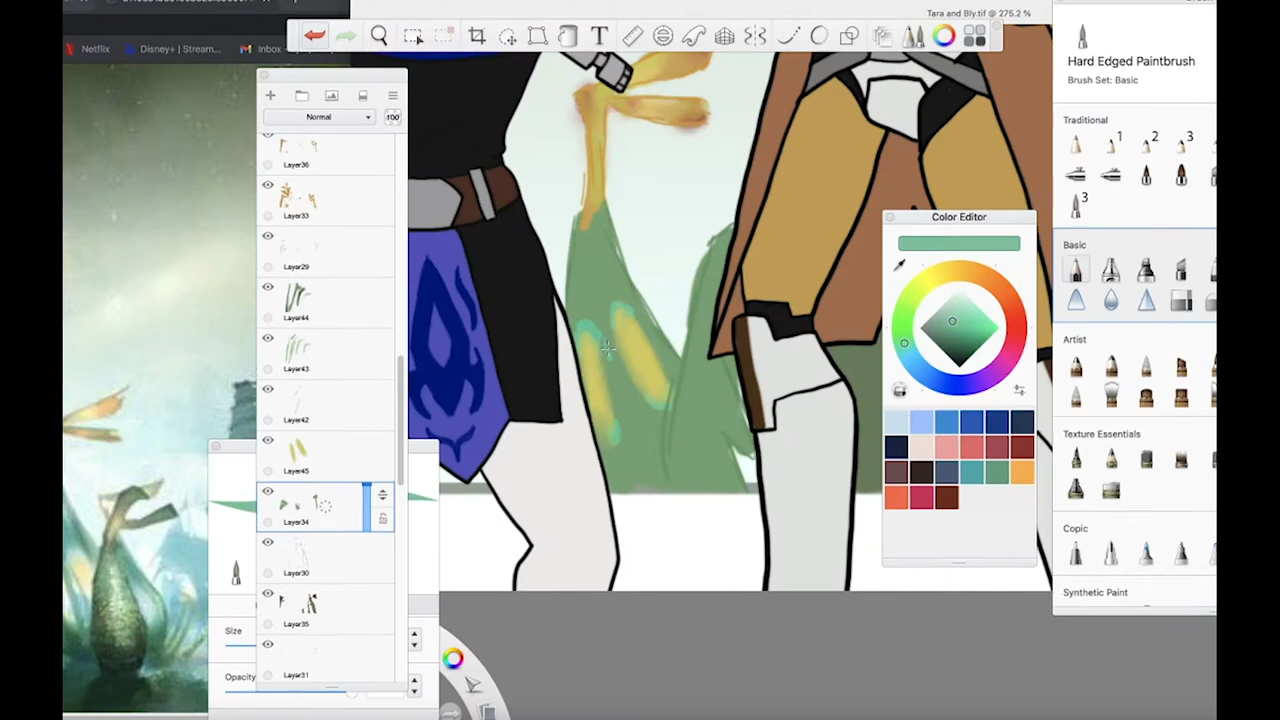 Tara and Bly.tif @ 275.2 %
Netflix
Disney+ | Stream...
Inbox
T
Hard Edged Paintbrush
Brush Set: Basic
Normal
100
Layer36
Layer33
Layer29
Layer44
Layer43
Layer42
Layer45
Layer34
Layer30
Layer35
Layer31
Size
Opacity
Color Editor
Traditional
1
2
3
3
Basic
Artist
Texture Essentials
Copic
Synthetic Paint